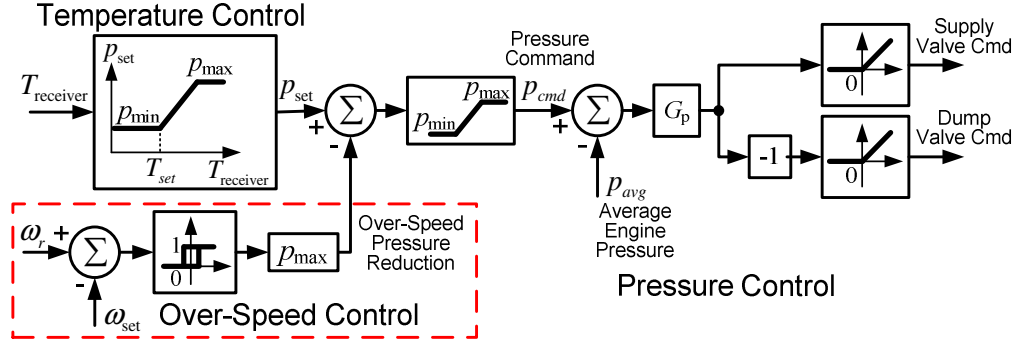 Temperature Control
p_set
p_max
p_min
T_set
T_receiver
T_receiver
p_set
+
-
Σ
p_max
p_min
Pressure
Command
p_cmd
+
-
Σ
p_avg
Average
Engine
Pressure
G_p
-1
0
Supply
Valve Cmd
0
Dump
Valve Cmd
Pressure Control
ω_r
+
-
Σ
ω_set
1
0
p_max
Over-Speed
Pressure
Reduction
Over-Speed Control